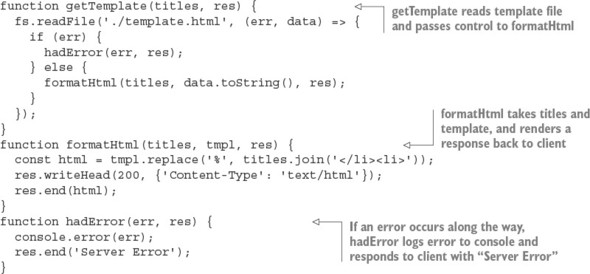 function getTemplate(titles, res) {
  fs.readFile('./template.html', (err, data) => {
    if (err) {
      hadError(err, res);
    } else {
      formatHtml(titles, data.toString(), res);
    }
  });
}
getTemplate reads template file
and passes control to formatHtml
function formatHtml(titles, tmpl, res) {
  const html = tmpl.replace('%', titles.join('</li><li>'));
  res.writeHead(200, {'Content-Type': 'text/html'});
  res.end(html);
}
formatHtml takes titles and
template, and renders a
response back to client
function hadError(err, res) {
  console.error(err);
  res.end('Server Error');
}
If an error occurs along the way,
hadError logs error to console and
responds to client with “Server Error”